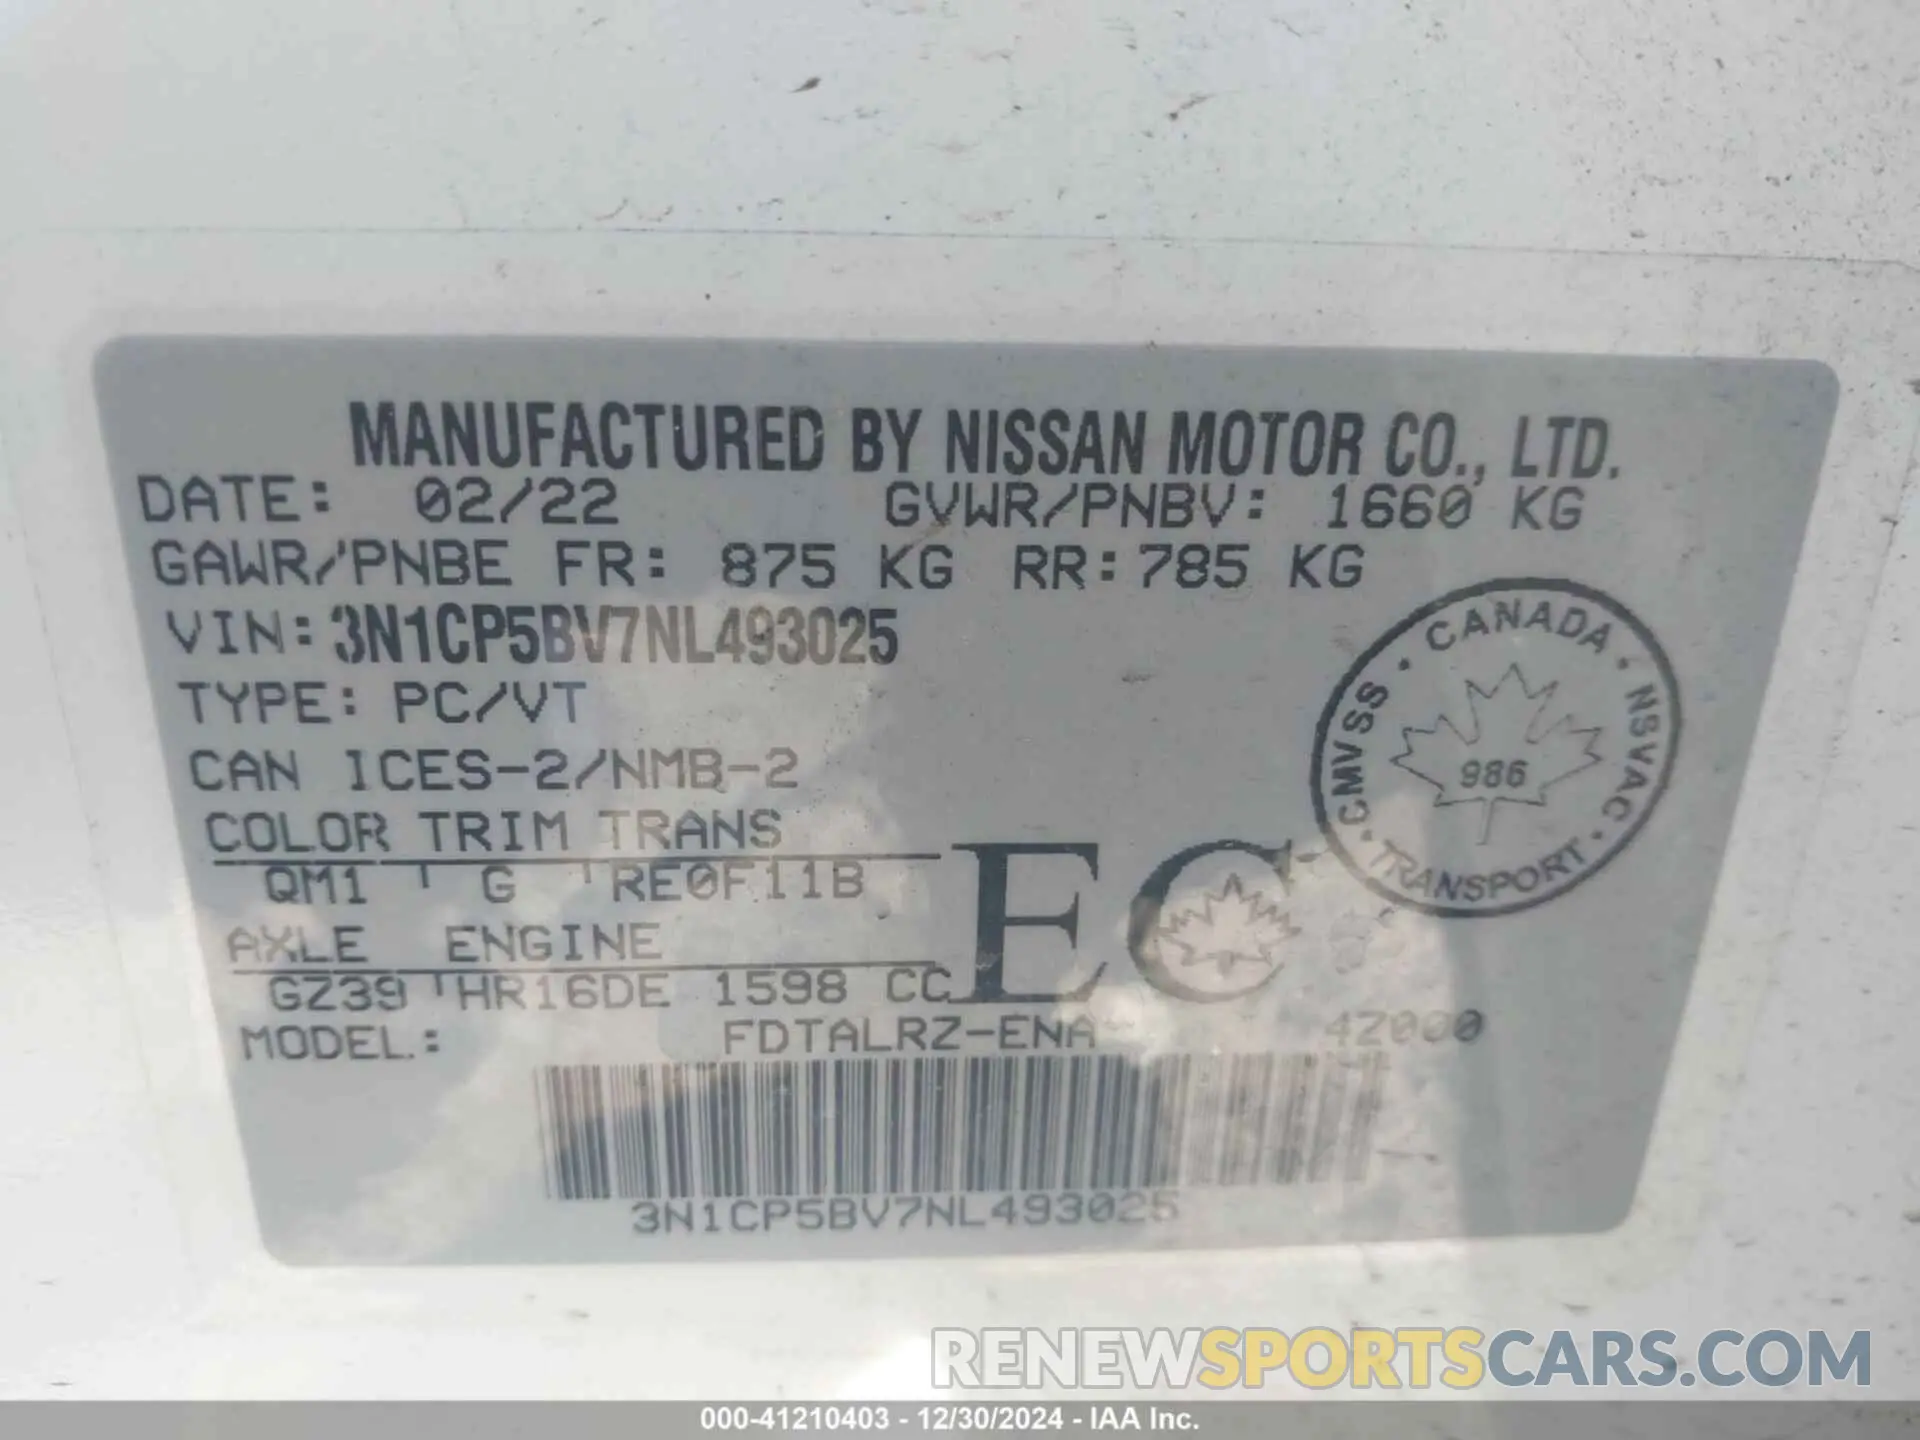 MANUFACTURED BY NISSAN MOTOR CO., LTD.
DATE: 02/22 GVWR/PNBV: 1660 KG
GAWR/PNBE FR: 875 KG RR: 785 KG
VIN: 3N1CP5BV7NL493025
TYPE: PC/VT
CAN ICES-2/NMB-2
COLOR TRIM TRANS
QM1 G RE0F11B
AXLE ENGINE
GZ39 HR16DE 1598 CC
EC
CANADA · NSVAC · TRANSPORT · CMVSS ·
986
MODEL: FDTALRZ-ENA 4Z000
3N1CP5BV7NL493025
RENEWSPORTSCARS.COM
000-41210403 - 12/30/2024 - IAA Inc.